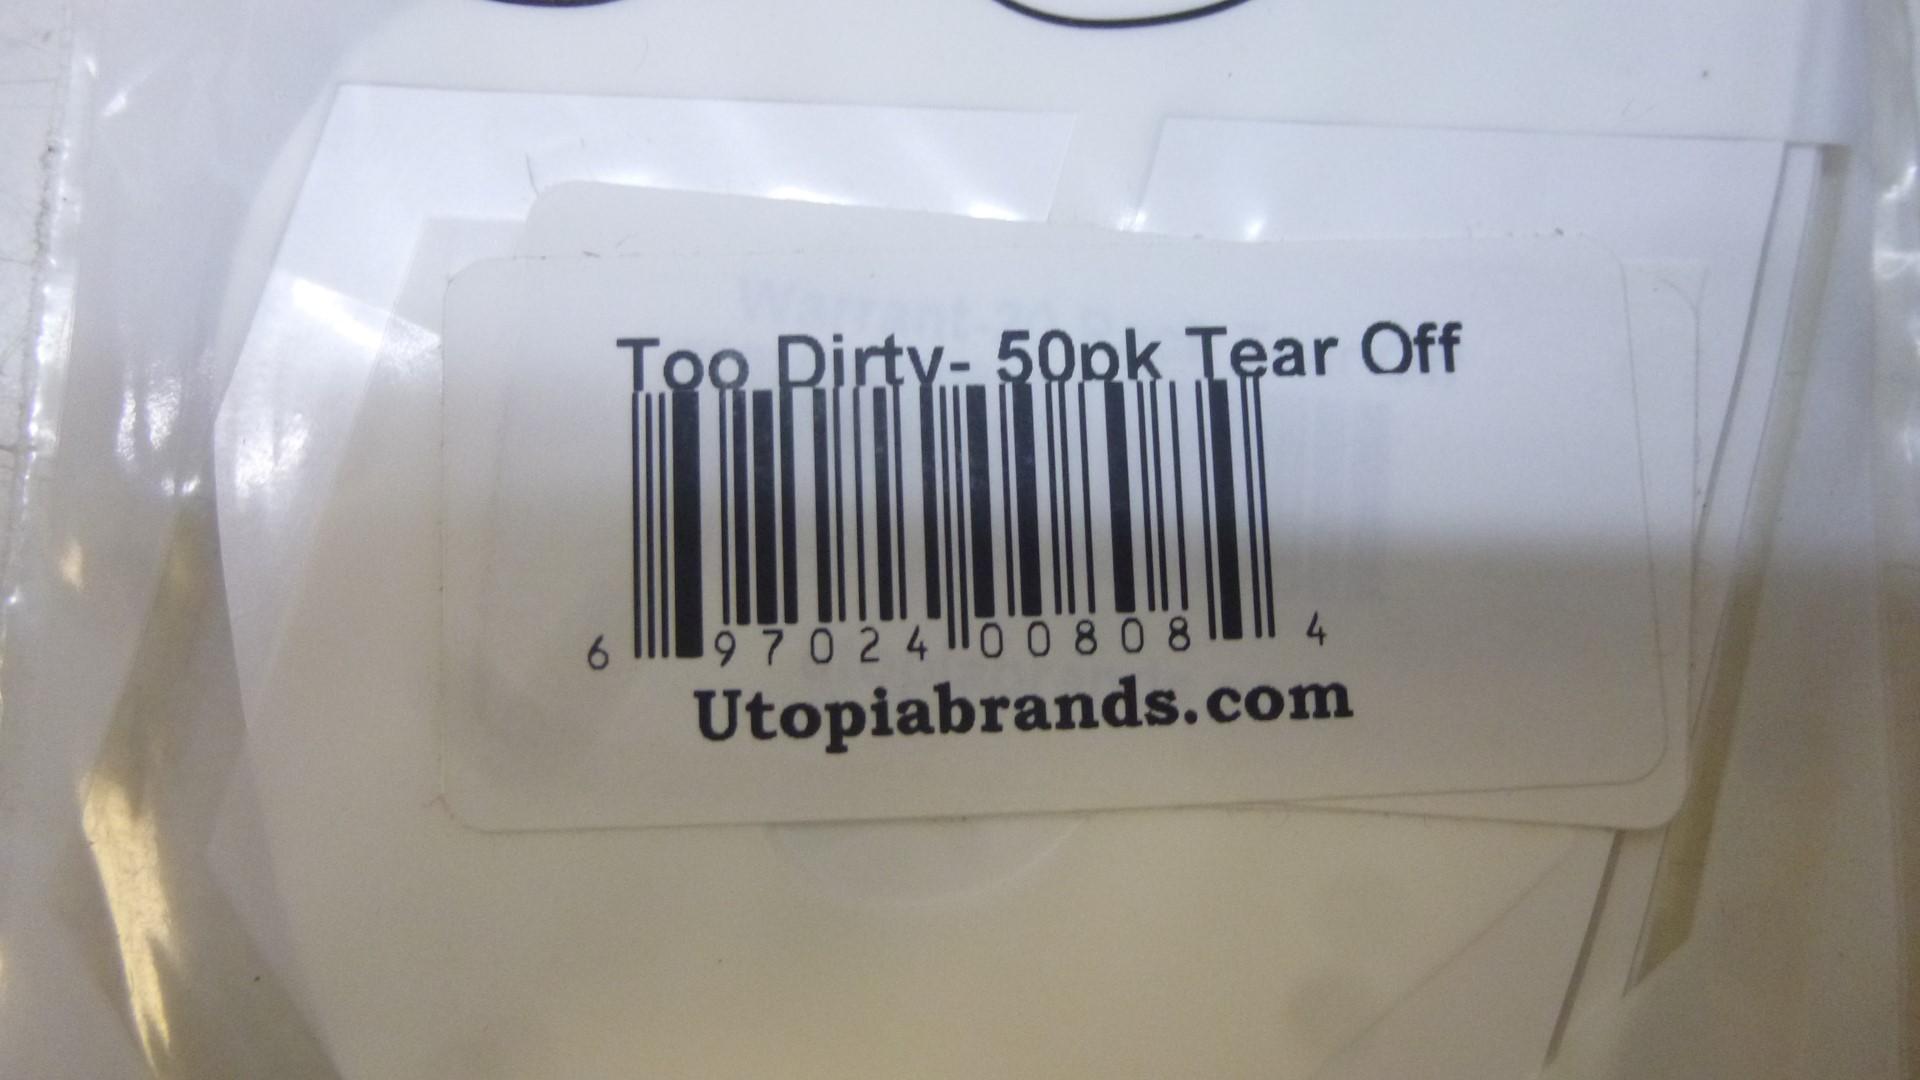 Too Dirty- 50pk Tear Off
6 97024 00808 4
Utopiabrands.com